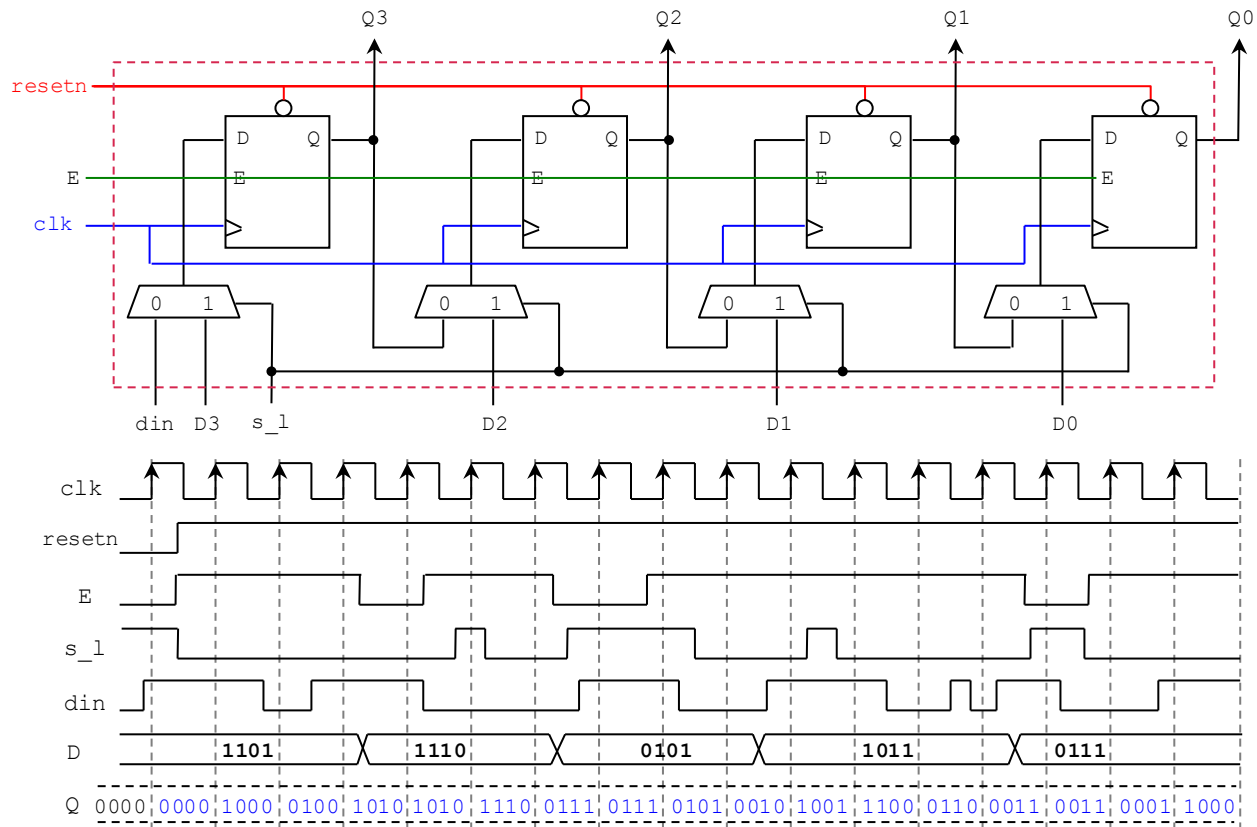 Q3 Q2 Q1 Q0
resetn
D Q D Q D Q D Q
E E E E E
clk
0 1 0 1 0 1 0 1
din D3 s_l D2 D1 D0
clk
resetn
E
s_l
din
D 1101 1110 0101 1011 0111
Q 0000 0000 1000 0100 1010 1010 1110 0111 0111 0101 0010 1001 1100 0110 0011 0011 0001 1000